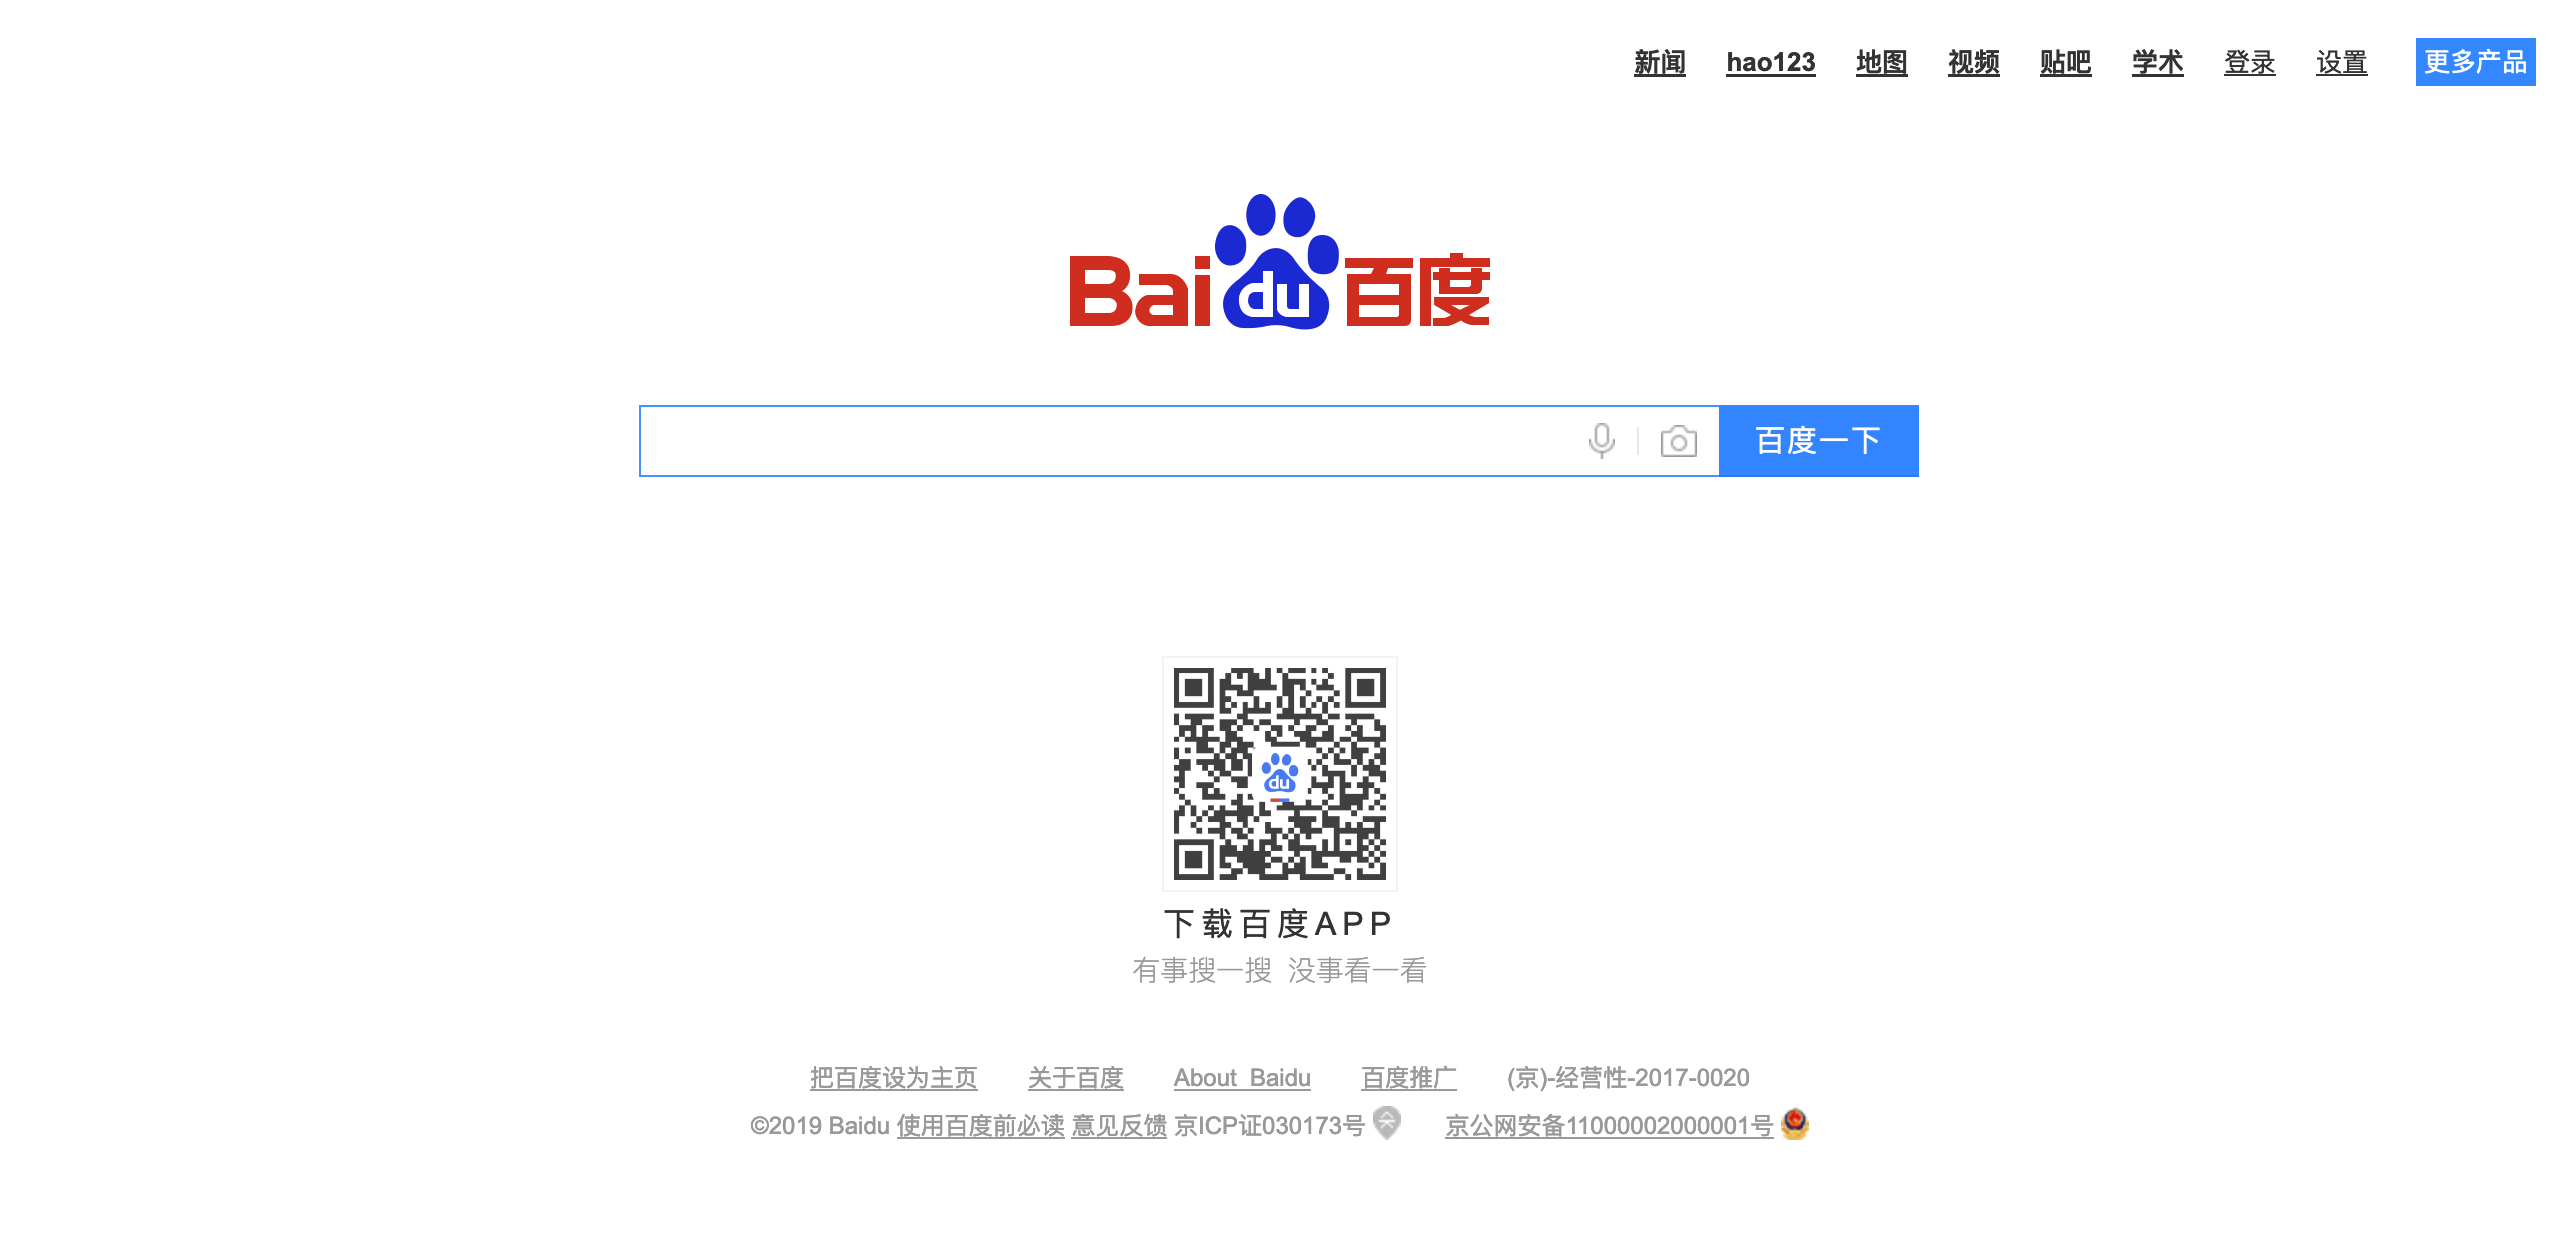 新闻 hao123 地图 视频 贴吧 学术 登录 设置 更多产品
Bai du 百度
百度一下
du
下载百度APP
有事搜一搜 没事看一看
把百度设为主页 关于百度 About Baidu 百度推广 (京)-经营性-2017-0020
©2019 Baidu 使用百度前必读 意见反馈 京ICP证030173号 京公网安备11000002000001号